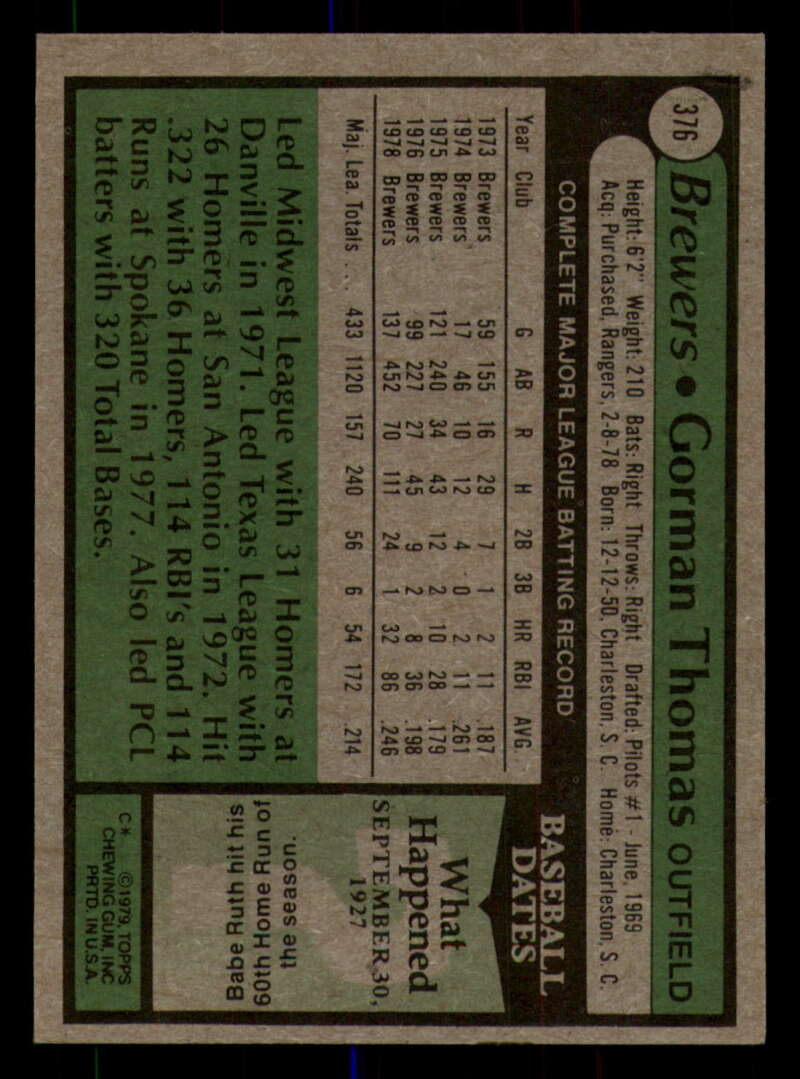 376
Brewers • Gorman Thomas OUTFIELD
Height: 6'2" Weight: 210 Bats: Right Throws: Right Drafted: Pilots #1 - June, 1969
Acq: Purchased, Rangers, 2-8-78 Born: 12-12-50, Charleston, S. C. Home: Charleston, S. C.
COMPLETE MAJOR LEAGUE BATTING RECORD
Year Club G AB R H 2B 3B HR RBI AVG.
1973 Brewers 59 155 16 29 7 1 2 11 .187
1974 Brewers 17 46 10 12 4 0 2 11 .261
1975 Brewers 121 240 34 43 12 2 10 28 .179
1976 Brewers 99 227 27 45 9 2 8 36 .198
1978 Brewers 137 452 70 111 24 1 32 86 .246
Maj. Lea. Totals ... 433 1120 157 240 56 6 54 172 .214
Led Midwest League with 31 Homers at
Danville in 1971. Led Texas League with
26 Homers at San Antonio in 1972. Hit
.322 with 36 Homers, 114 RBI's and 114
Runs at Spokane in 1977. Also led PCL
batters with 320 Total Bases.
BASEBALL
DATES
What
Happened
SEPTEMBER 30,
1927
Babe Ruth hit his
60th Home Run of
the season.
C* ©1979, TOPPS
CHEWING GUM, INC
PRTD. IN U.S.A.